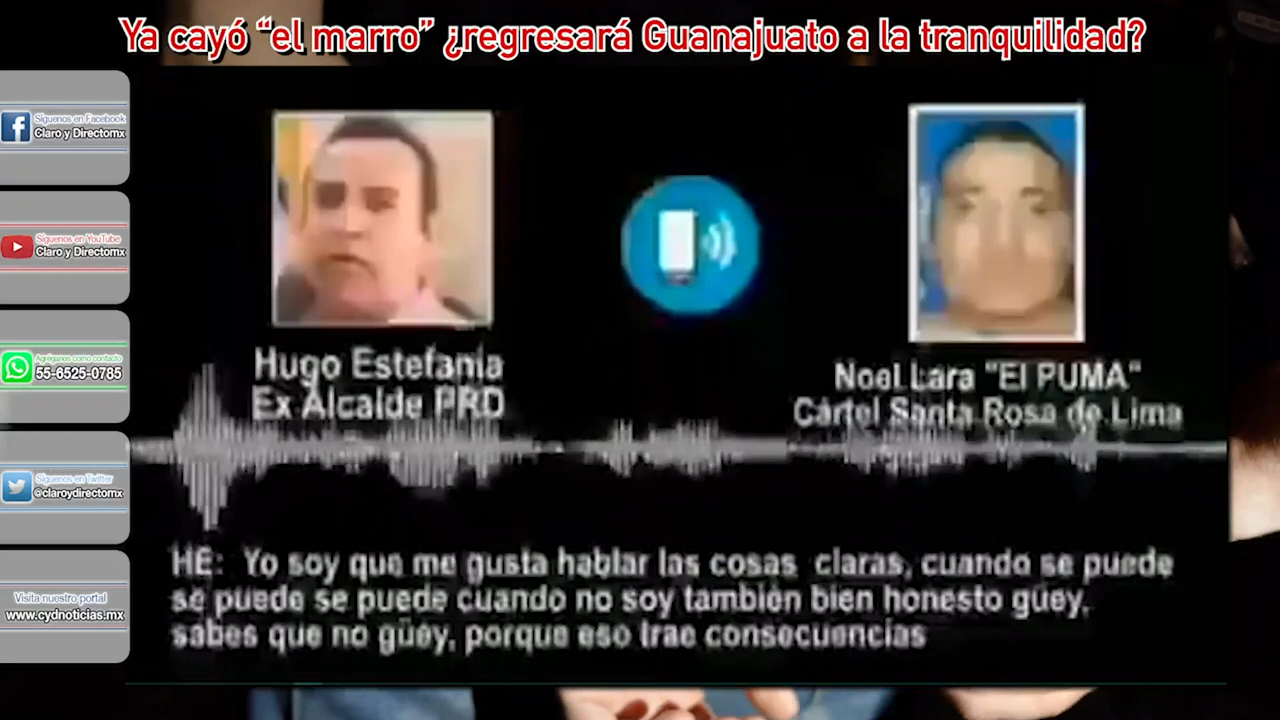 Ya cayó “el marro” ¿regresará Guanajuato a la tranquilidad?
Síguenos en Facebook
Claro y Directomx
Síguenos en YouTube
Claro y Directomx
Agréganos como contacto
55-6525-0785
Síguenos en Twitter
@claroydirectomx
Visita nuestro portal
www.cydnoticias.mx
Hugo Estefanía
Ex Alcalde PRD
Noel Lara "El PUMA"
Cártel Santa Rosa de Lima
HE: Yo soy que me gusta hablar las cosas claras, cuando se puede
se puede se puede cuando no soy también bien honesto güey,
sabes que no güey, porque eso trae consecuencias